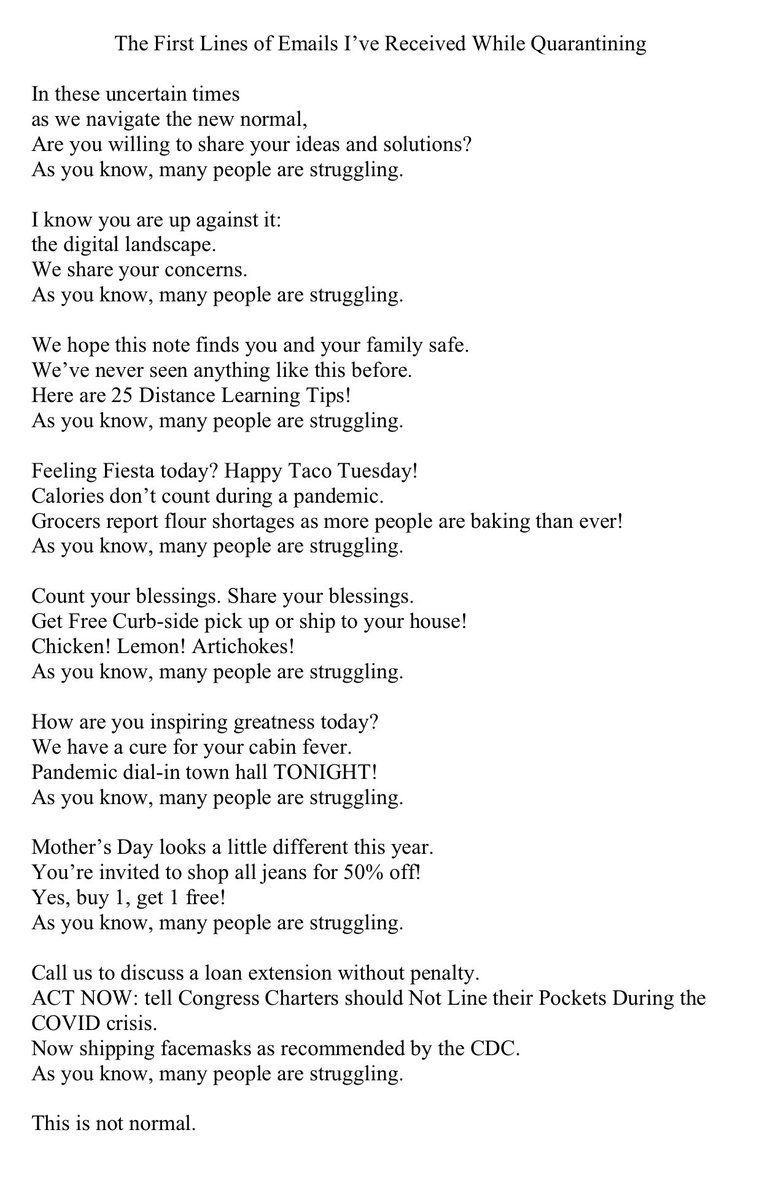 The First Lines of Emails I’ve Received While Quarantining
In these uncertain times
as we navigate the new normal,
Are you willing to share your ideas and solutions?
As you know, many people are struggling.
I know you are up against it:
the digital landscape.
We share your concerns.
As you know, many people are struggling.
We hope this note finds you and your family safe.
We’ve never seen anything like this before.
Here are 25 Distance Learning Tips!
As you know, many people are struggling.
Feeling Fiesta today? Happy Taco Tuesday!
Calories don’t count during a pandemic.
Grocers report flour shortages as more people are baking than ever!
As you know, many people are struggling.
Count your blessings. Share your blessings.
Get Free Curb-side pick up or ship to your house!
Chicken! Lemon! Artichokes!
As you know, many people are struggling.
How are you inspiring greatness today?
We have a cure for your cabin fever.
Pandemic dial-in town hall TONIGHT!
As you know, many people are struggling.
Mother’s Day looks a little different this year.
You’re invited to shop all jeans for 50% off!
Yes, buy 1, get 1 free!
As you know, many people are struggling.
Call us to discuss a loan extension without penalty.
ACT NOW: tell Congress Charters should Not Line their Pockets During the
COVID crisis.
Now shipping facemasks as recommended by the CDC.
As you know, many people are struggling.
This is not normal.